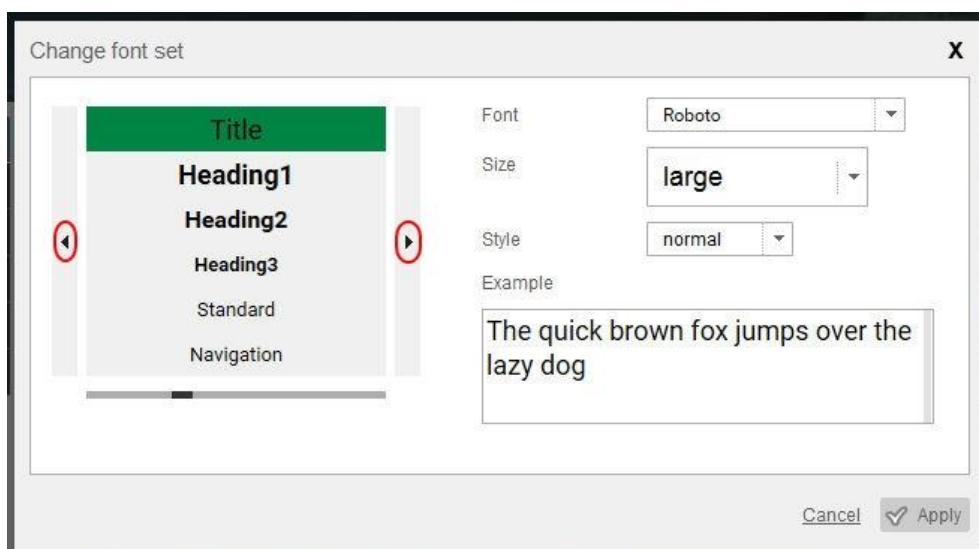 Change font set
X
Title
Heading1
Heading2
Heading3
Standard
Navigation
Font
Roboto
Size
large
Style
normal
Example
The quick brown fox jumps over the
lazy dog
Cancel
Apply